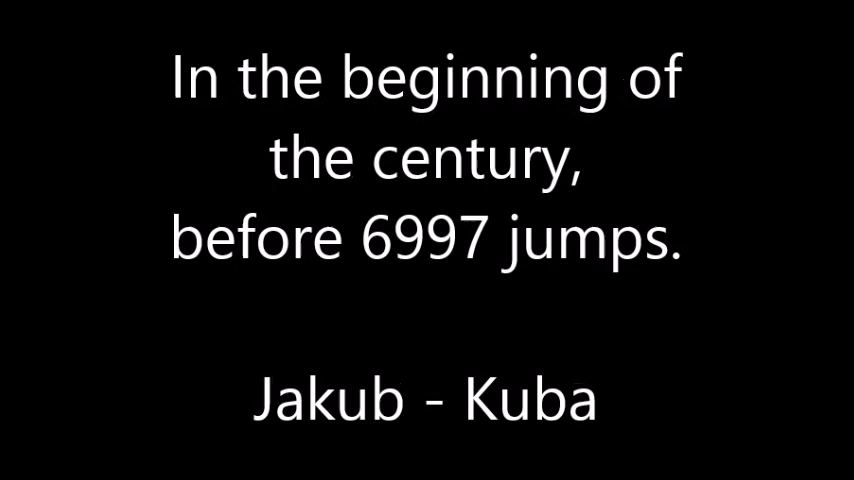 In the beginning of
the century,
before 6997 jumps.
Jakub - Kuba